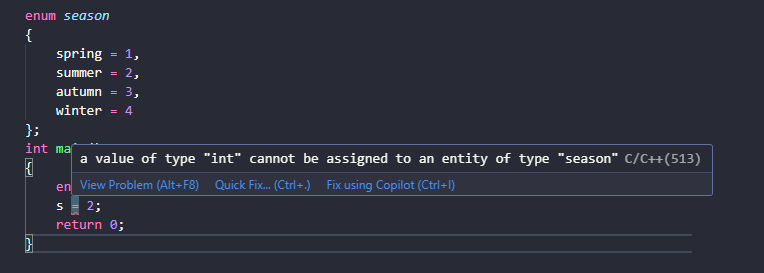 enum season
{
    spring = 1,
    summer = 2,
    autumn = 3,
    winter = 4
};
int ma
a value of type "int" cannot be assigned to an entity of type "season" C/C++(513)
{
View Problem (Alt+F8) Quick Fix... (Ctrl+.) Fix using Copilot (Ctrl+I)
    en
    s = 2;
    return 0;
}